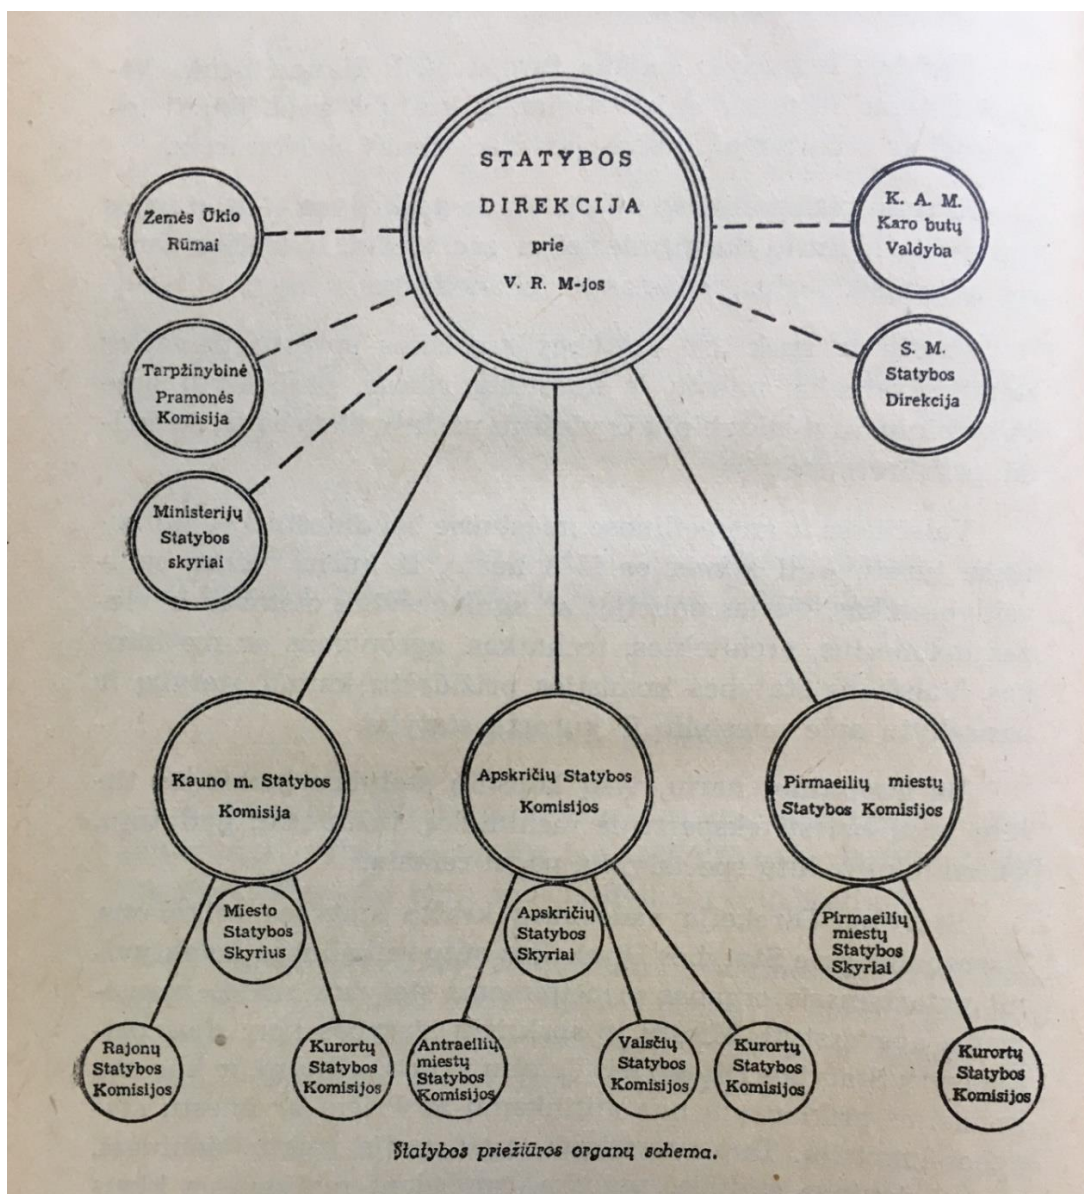 STATYBOS
DIREKCIJA
prie
V. R. M-jos
Žemės Ūkio
Rūmai
K. A. M.
Karo butų
Valdyba
Tarpžinybinė
Pramonės
Komisija
S. M.
Statybos
Direkcija
Ministerijų
Statybos
skyriai
Kauno m. Statybos
Komisija
Apskričių Statybos
Komisijos
Pirmaeilių miestų
Statybos Komisijos
Miesto
Statybos
Skyrius
Apskričių
Statybos
Skyriai
Pirmaeilių
miestų
Statybos
Skyriai
Rajonų
Statybos
Komisijos
Kurortų
Statybos
Komisijos
Antraeilių
miestų
Statybos
Komisijos
Valsčių
Statybos
Komisijos
Kurortų
Statybos
Komisijos
Kurortų
Statybos
Komisijos
Statybos priežiūros organų schema.